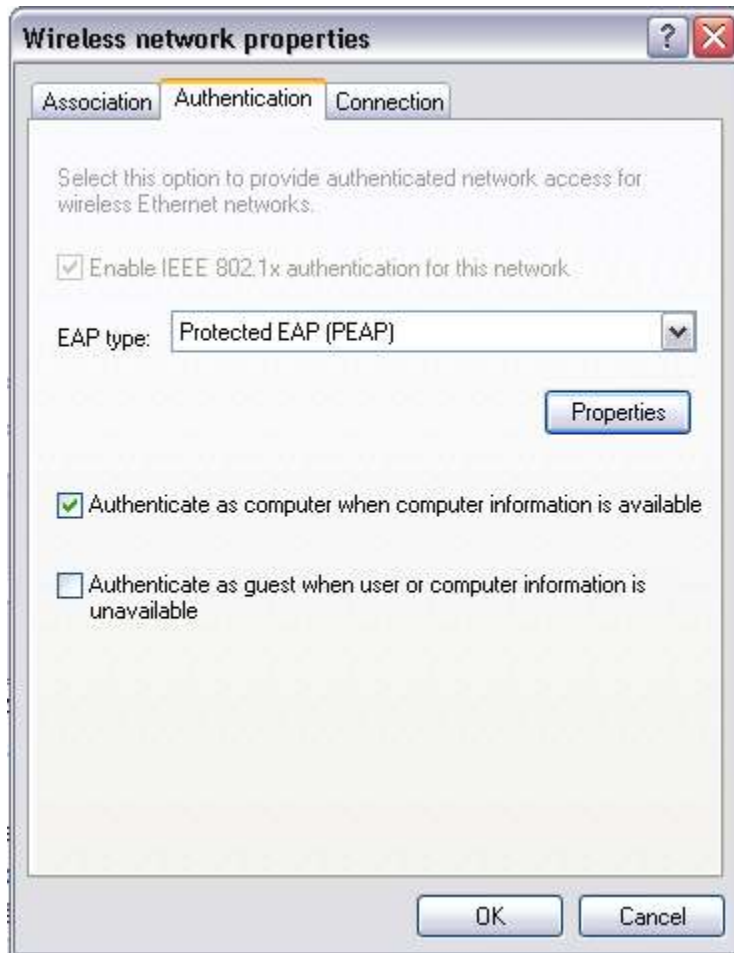 Wireless network properties
Association Authentication Connection
Select this option to provide authenticated network access for
wireless Ethernet networks.
Enable IEEE 802.1x authentication for this network
EAP type: Protected EAP (PEAP)
Properties
Authenticate as computer when computer information is available
Authenticate as guest when user or computer information is
unavailable
OK Cancel